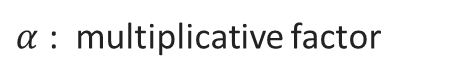 𝛼 : multiplicative factor